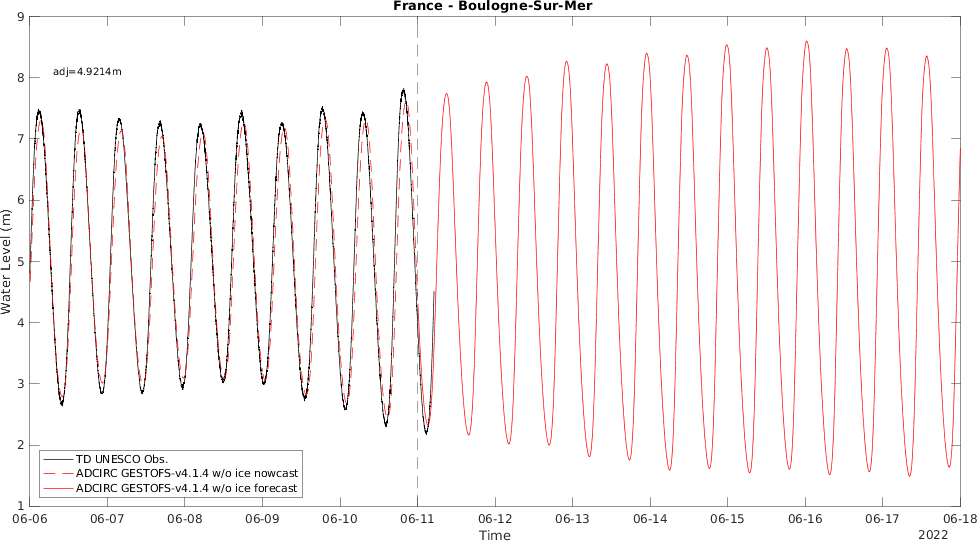 France - Boulogne-Sur-Mer
adj=4.9214m
9
8
7
6
5
4
3
2
1
Water Level (m)
TD UNESCO Obs.
ADCIRC GESTOFS-v4.1.4 w/o ice nowcast
ADCIRC GESTOFS-v4.1.4 w/o ice forecast
06-06 06-07 06-08 06-09 06-10 06-11 06-12 06-13 06-14 06-15 06-16 06-17 06-18
Time
2022